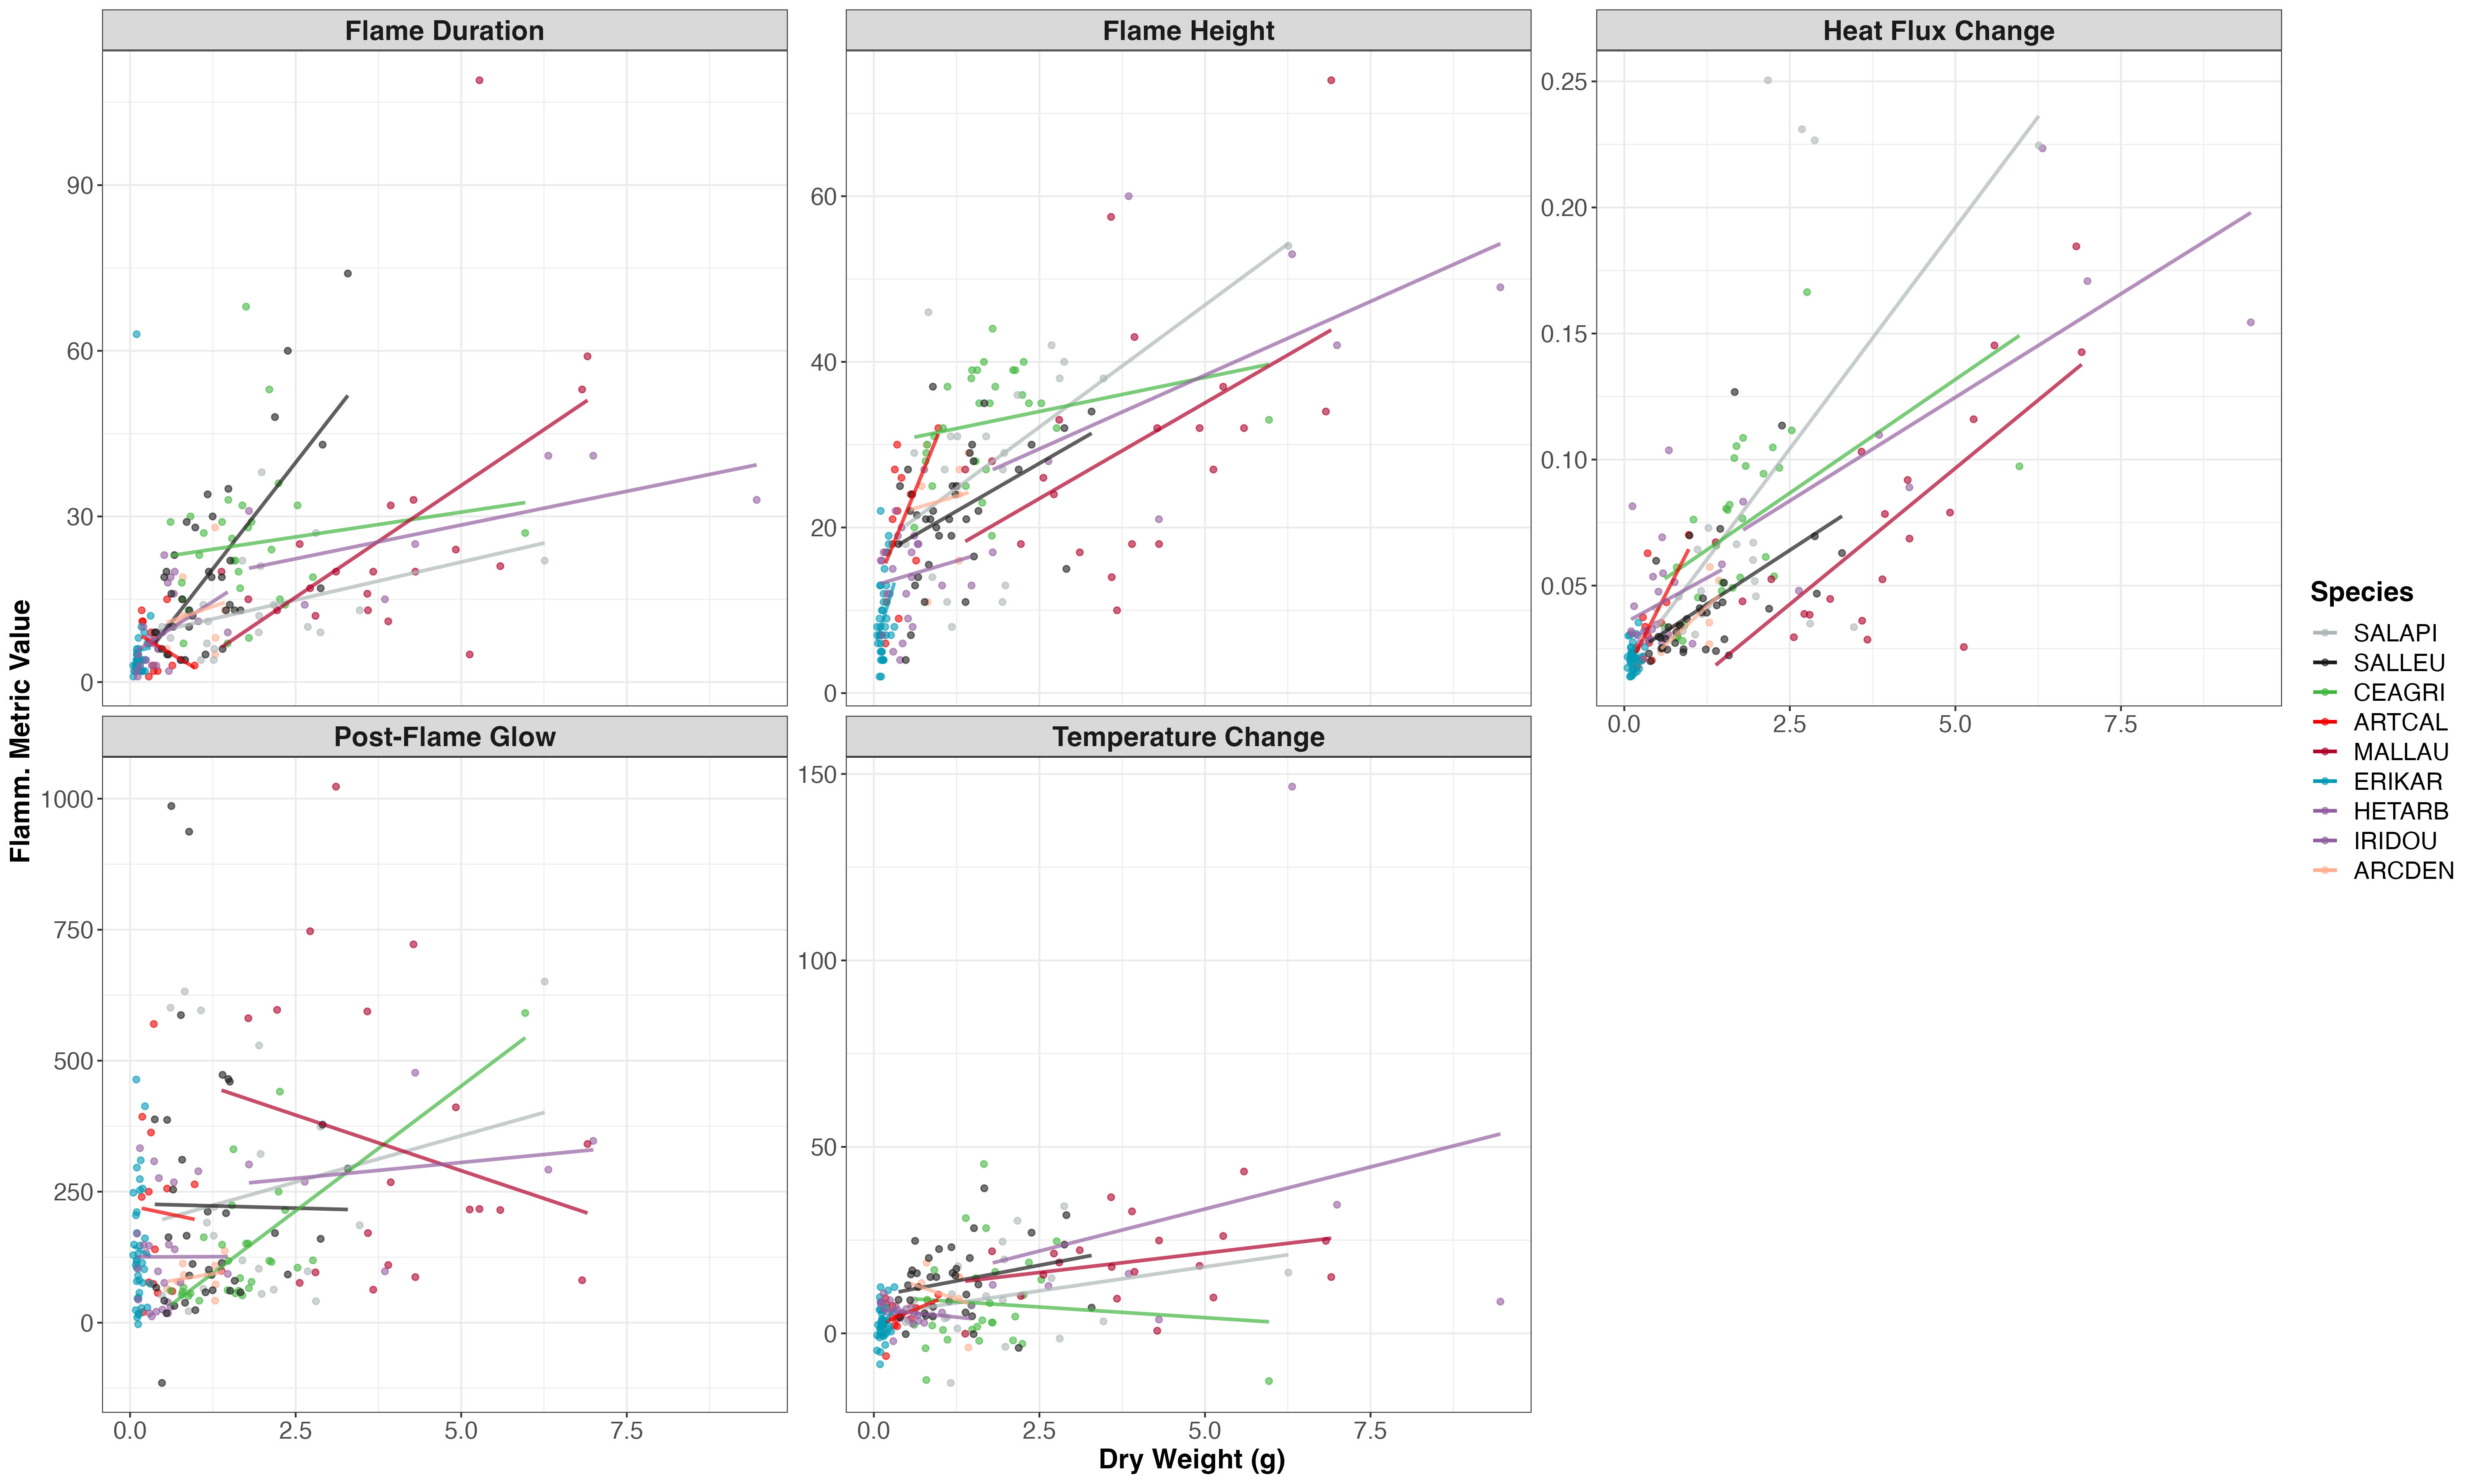 Flame Duration
Flame Height
Heat Flux Change
90
60
30
0
60
40
20
0
0.25
0.20
0.15
0.10
0.05
0.0 2.5 5.0 7.5
Post-Flame Glow
Temperature Change
1000
750
500
250
0
150
100
50
0
0.0 2.5 5.0 7.5
0.0 2.5 5.0 7.5
Flamm. Metric Value
Dry Weight (g)
Species
SALAPI
SALLEU
CEAGRI
ARTCAL
MALLAU
ERIKAR
HETARB
IRIDOU
ARCDEN